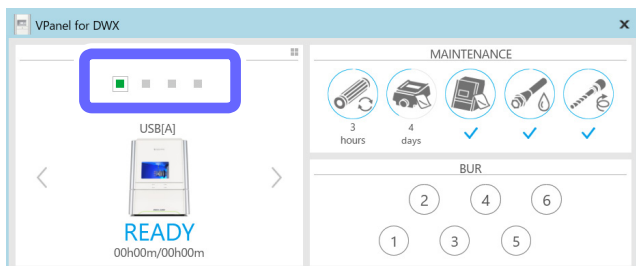 VPanel for DWX
USB[A]
READY
00h00m/00h00m
MAINTENANCE
3
hours
4
days
BUR
2 4 6
1 3 5